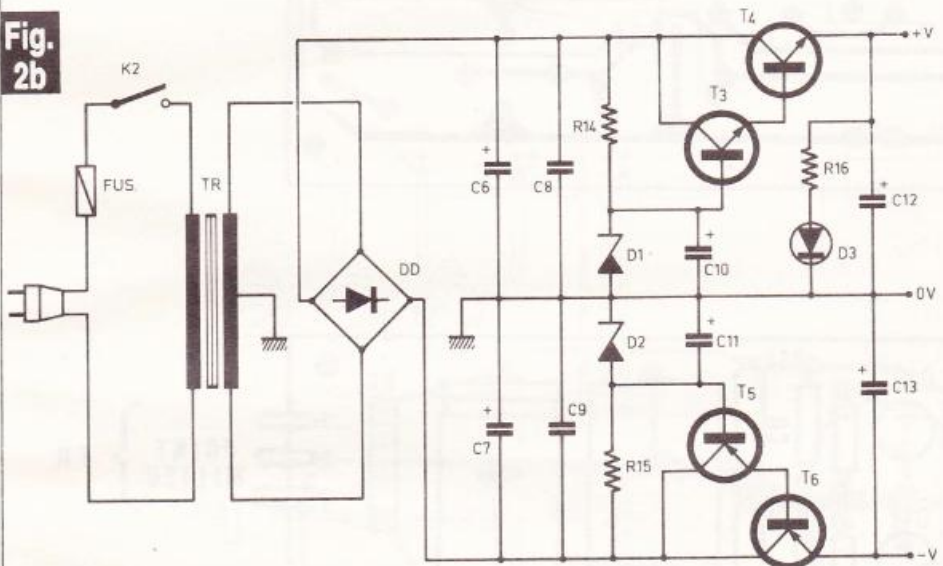 Fig.
2b
K2
FUS.
TR
DD
C6
C8
R14
T3
T4
+V
R16
C12
D3
D1
C10
0V
D2
C11
C7
C9
R15
T5
T6
C13
-V
+
+
+
+
+
+